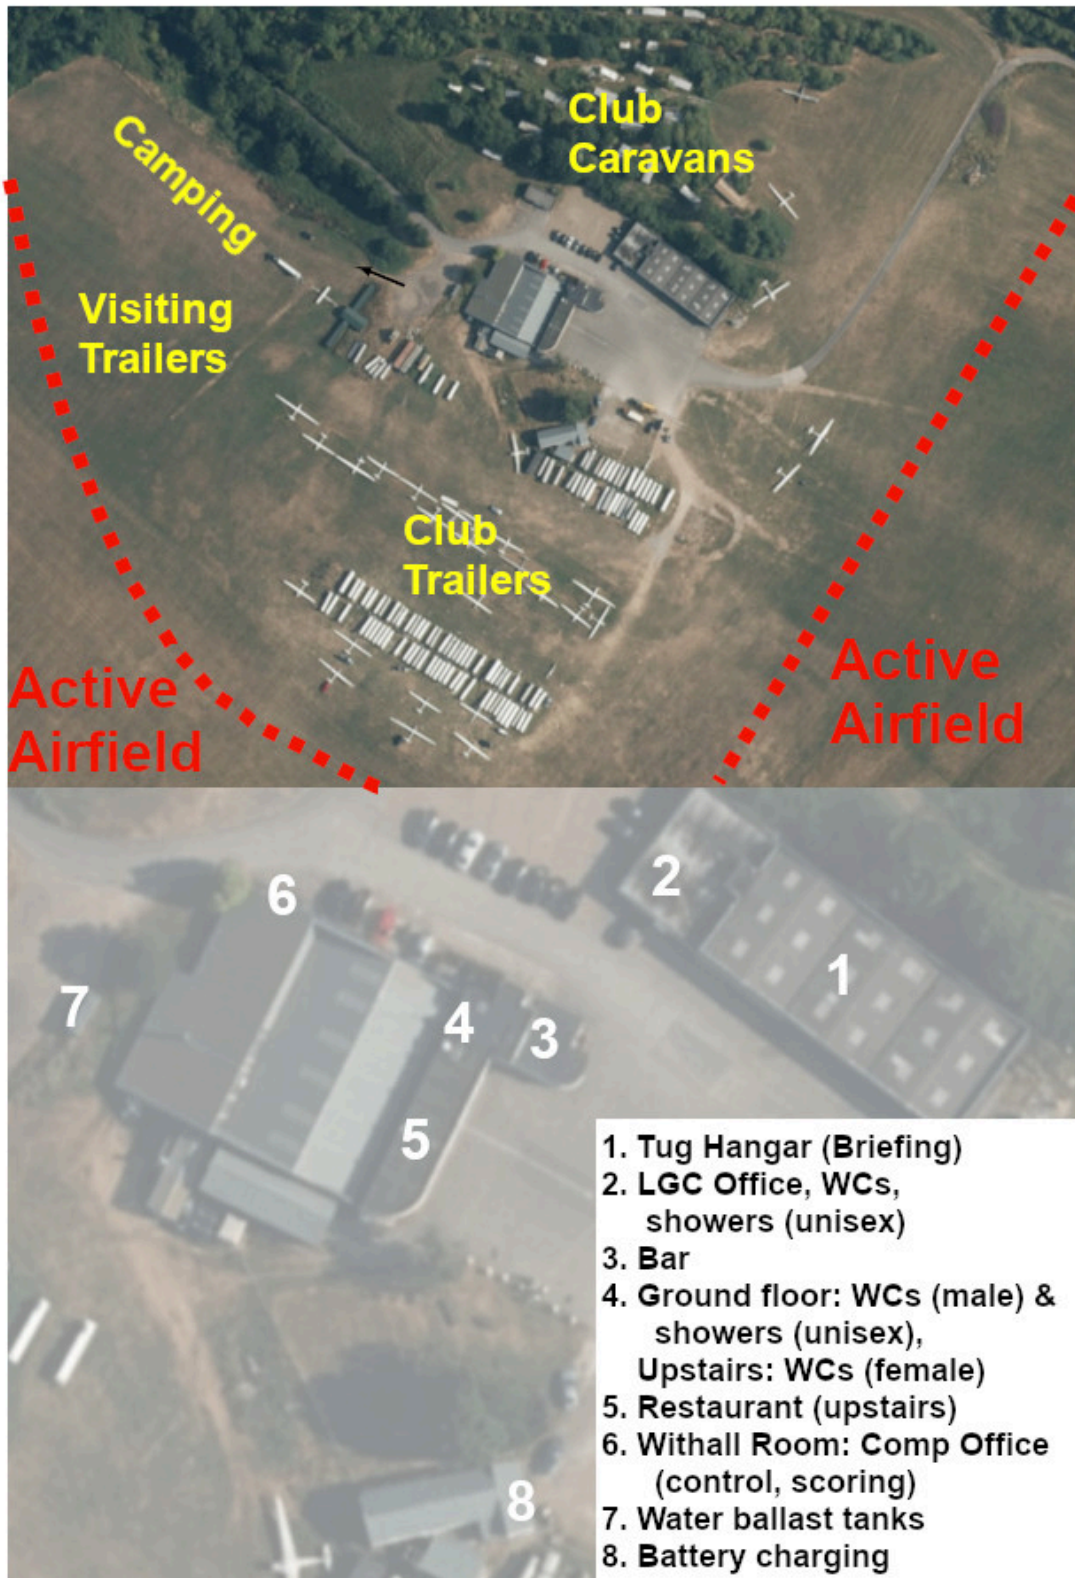 Club
Caravans
Camping
Visiting
Trailers
Club
Trailers
Active
Airfield
Active
Airfield
6
2
1
7
4
3
5
8
1. Tug Hangar (Briefing)
2. LGC Office, WCs,
showers (unisex)
3. Bar
4. Ground floor: WCs (male) &
showers (unisex),
Upstairs: WCs (female)
5. Restaurant (upstairs)
6. Withall Room: Comp Office
(control, scoring)
7. Water ballast tanks
8. Battery charging